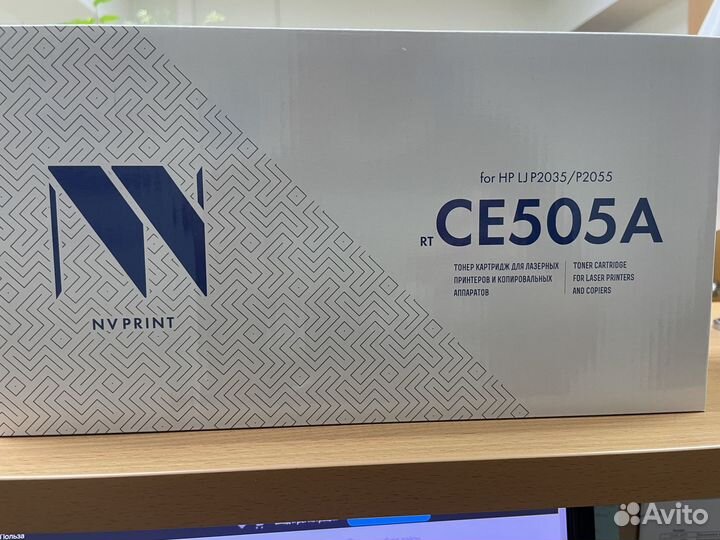 for HP LJ P2035/P2055
RT CE505A
ТОНЕР КАРТРИДЖ ДЛЯ ЛАЗЕРНЫХ
ПРИНТЕРОВ И КОПИРОВАЛЬНЫХ
АППАРАТОВ
TONER CARTRIDGE
FOR LASER PRINTERS
AND COPIERS
NV PRINT
Польза
Avito